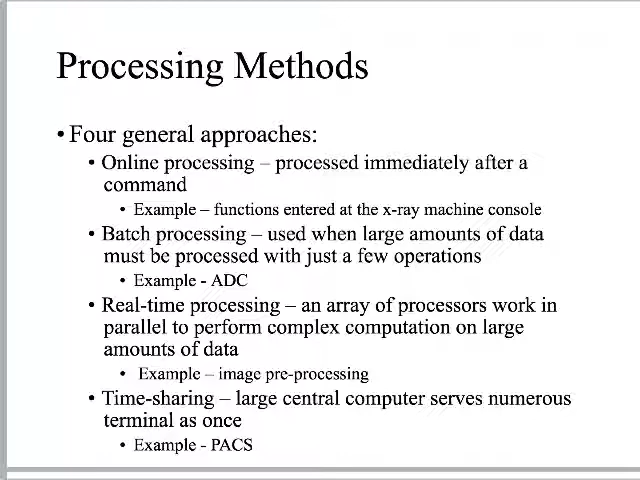 Processing Methods
• Four general approaches:
• Online processing – processed immediately after a
command
• Example – functions entered at the x-ray machine console
• Batch processing – used when large amounts of data
must be processed with just a few operations
• Example - ADC
• Real-time processing – an array of processors work in
parallel to perform complex computation on large
amounts of data
• Example – image pre-processing
• Time-sharing – large central computer serves numerous
terminal as once
• Example - PACS